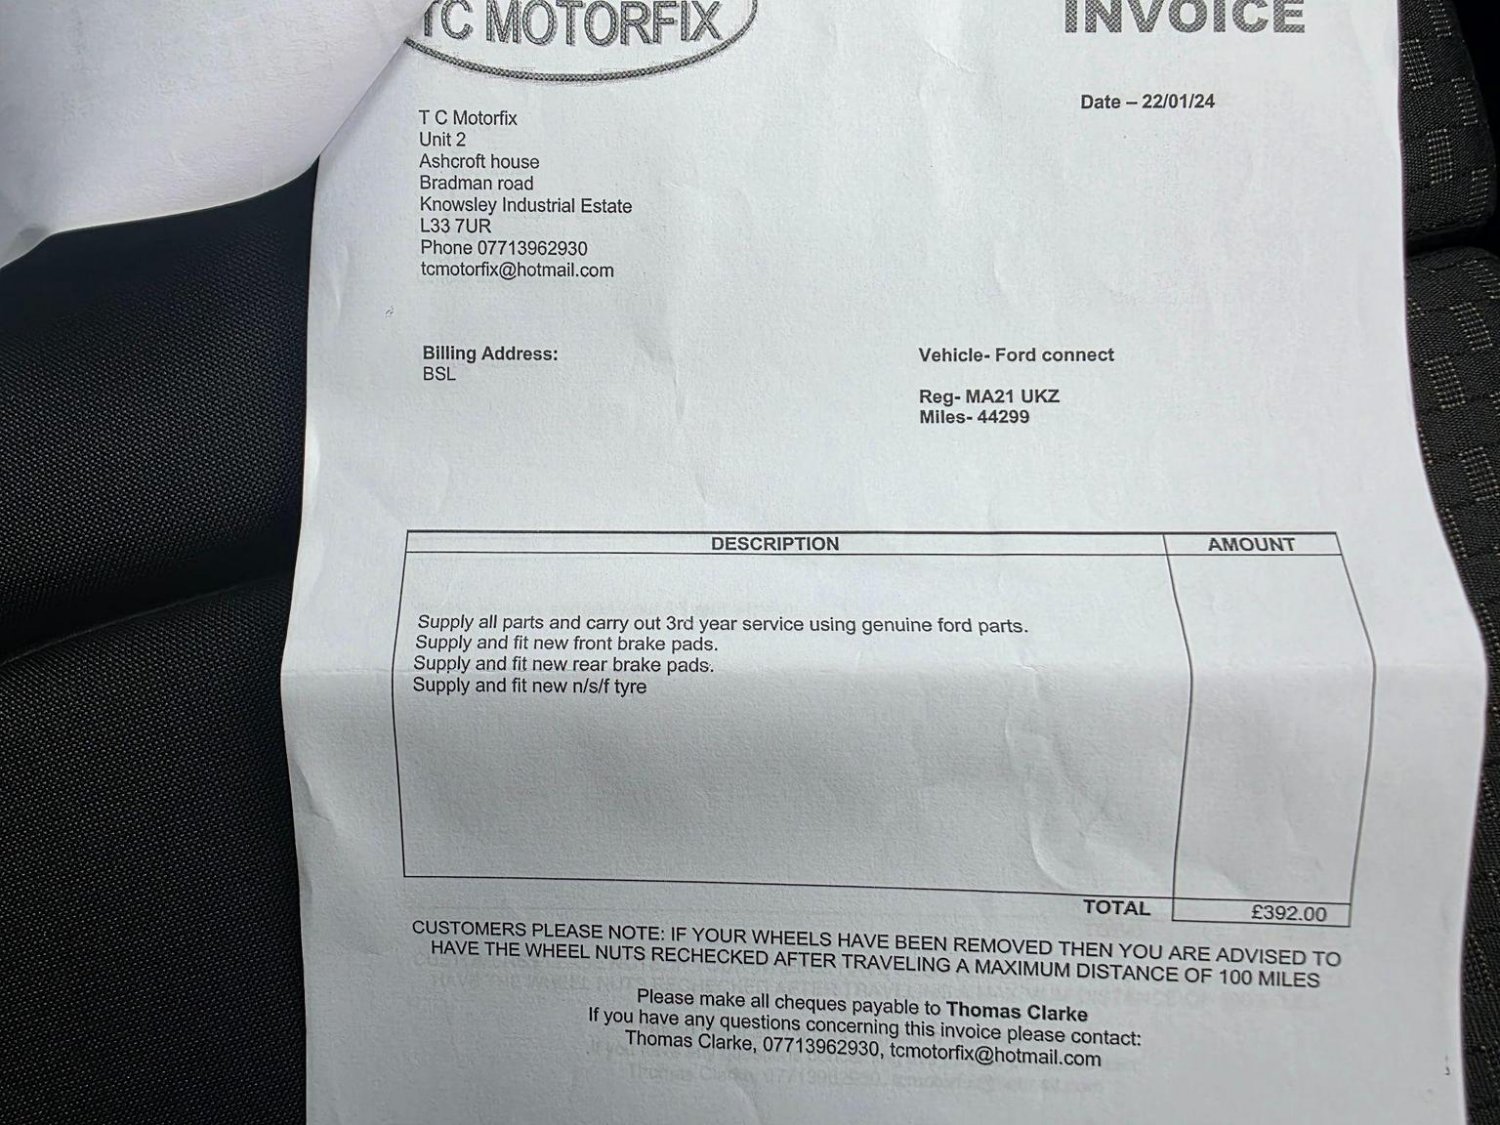 TC MOTORFIX
INVOICE
Date – 22/01/24
T C Motorfix
Unit 2
Ashcroft house
Bradman road
Knowsley Industrial Estate
L33 7UR
Phone 07713962930
tcmotorfix@hotmail.com
Billing Address:
BSL
Vehicle- Ford connect
Reg- MA21 UKZ
Miles- 44299
DESCRIPTION
AMOUNT
Supply all parts and carry out 3rd year service using genuine ford parts.
Supply and fit new front brake pads.
Supply and fit new rear brake pads.
Supply and fit new n/s/f tyre
TOTAL
£392.00
CUSTOMERS PLEASE NOTE: IF YOUR WHEELS HAVE BEEN REMOVED THEN YOU ARE ADVISED TO
HAVE THE WHEEL NUTS RECHECKED AFTER TRAVELING A MAXIMUM DISTANCE OF 100 MILES
Please make all cheques payable to Thomas Clarke
If you have any questions concerning this invoice please contact:
Thomas Clarke, 07713962930, tcmotorfix@hotmail.com